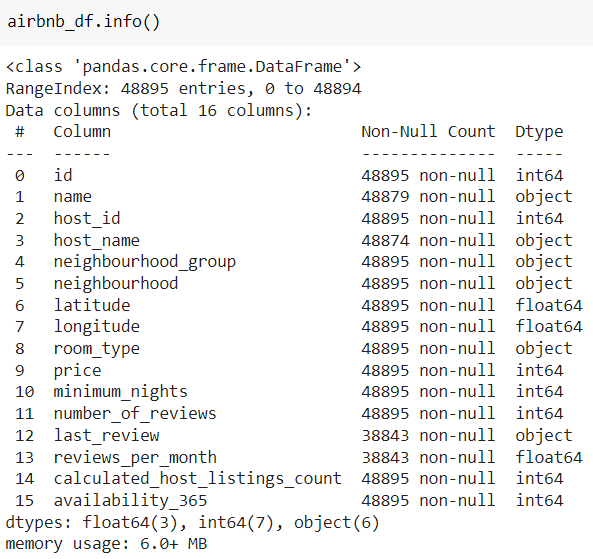 airbnb_df.info()
<class 'pandas.core.frame.DataFrame'>
RangeIndex: 48895 entries, 0 to 48894
Data columns (total 16 columns):
 #   Column                          Non-Null Count  Dtype
---  ------                          --------------  -----
 0   id                              48895 non-null  int64
 1   name                            48879 non-null  object
 2   host_id                         48895 non-null  int64
 3   host_name                       48874 non-null  object
 4   neighbourhood_group             48895 non-null  object
 5   neighbourhood                   48895 non-null  object
 6   latitude                        48895 non-null  float64
 7   longitude                       48895 non-null  float64
 8   room_type                       48895 non-null  object
 9   price                           48895 non-null  int64
 10  minimum_nights                  48895 non-null  int64
 11  number_of_reviews               48895 non-null  int64
 12  last_review                     38843 non-null  object
 13  reviews_per_month               38843 non-null  float64
 14  calculated_host_listings_count  48895 non-null  int64
 15  availability_365                48895 non-null  int64
dtypes: float64(3), int64(7), object(6)
memory usage: 6.0+ MB